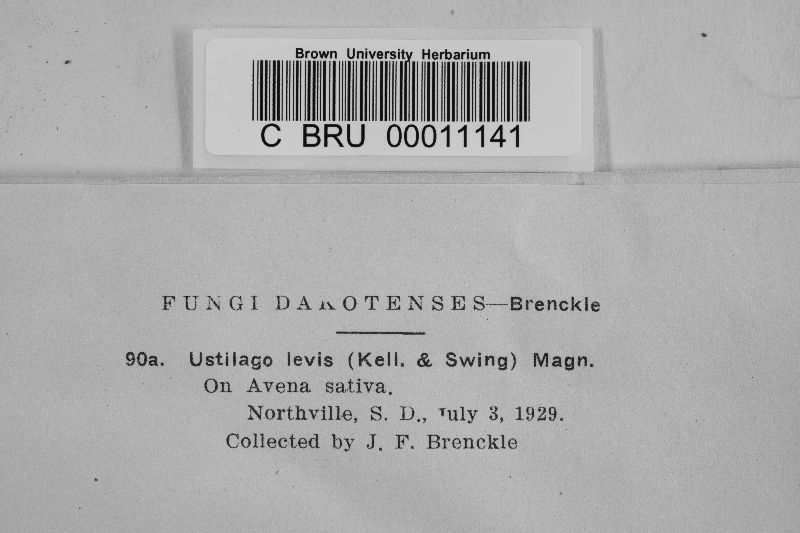 Brown University Herbarium
C BRU 00011141
FUNGI DAKOTENSES—Brenckle
90a. Ustilago levis (Kell. & Swing) Magn.
On Avena sativa.
Northville, S. D., July 3, 1929.
Collected by J. F. Brenckle